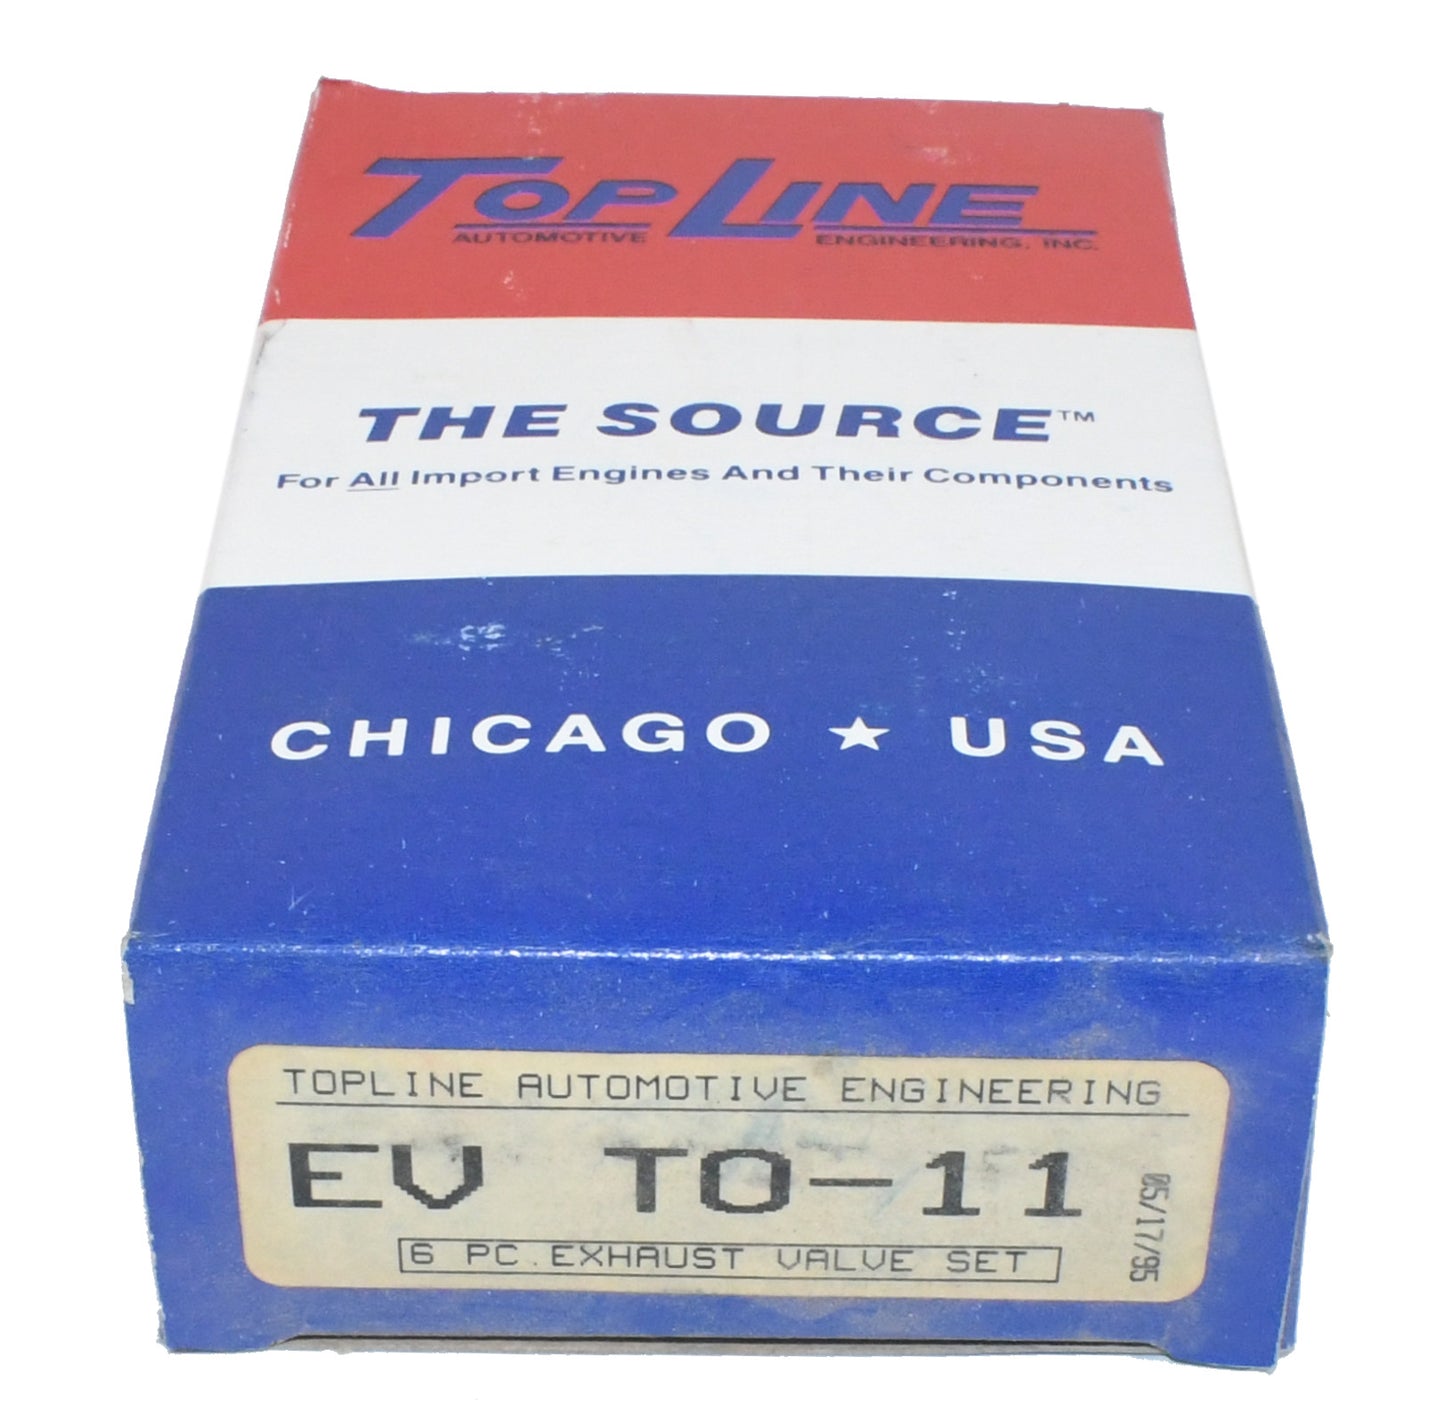 TOPLINE
AUTOMOTIVE ENGINEERING, INC.
THE SOURCE™
For All Import Engines And Their Components
CHICAGO ★ USA
TOPLINE AUTOMOTIVE ENGINEERING
EV TO-11
05/17/95
6 PC.EXHAUST VALVE SET